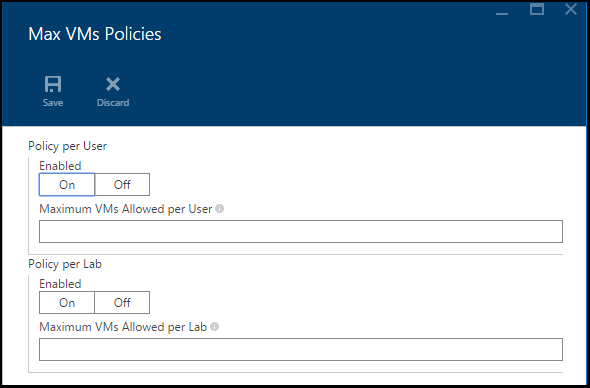 Max VMs Policies
Save Discard
Policy per User
Enabled
On Off
Maximum VMs Allowed per User
Policy per Lab
Enabled
On Off
Maximum VMs Allowed per Lab